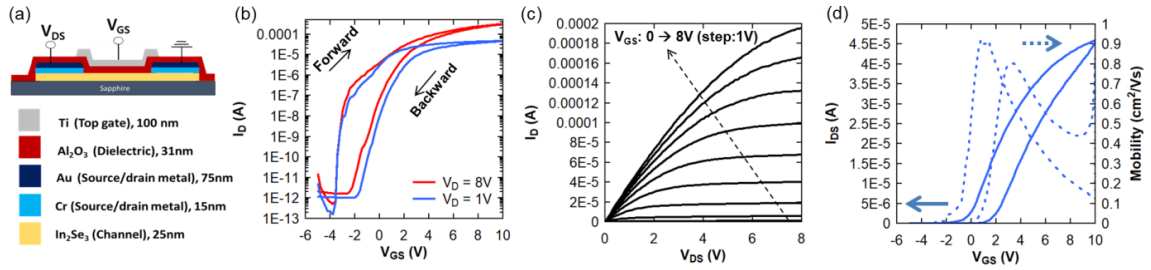 (a)
V_DS
V_GS
Sapphire
Ti (Top gate), 100 nm
Al2O3 (Dielectric), 31nm
Au (Source/drain metal), 75nm
Cr (Source/drain metal), 15nm
In2Se3 (Channel), 25nm
(b)
I_D (A)
0.0001
1E-5
1E-6
1E-7
1E-8
1E-9
1E-10
1E-11
1E-12
1E-13
Forward
Backward
V_D = 8V
V_D = 1V
-6 -4 -2 0 2 4 6 8 10
V_GS (V)
(c)
I_D (A)
0.0002
0.00018
0.00016
0.00014
0.00012
0.0001
8E-5
6E-5
4E-5
2E-5
0
V_GS: 0 → 8V (step:1V)
0 2 4 6 8
V_DS (V)
(d)
I_DS (A)
5E-5
4.5E-5
4E-5
3.5E-5
3E-5
2.5E-5
2E-5
1.5E-5
1E-5
5E-6
0
-6 -4 -2 0 2 4 6 8 10
V_GS (V)
1
0.9
0.8
0.7
0.6
0.5
0.4
0.3
0.2
0.1
0
Mobility (cm²/Vs)